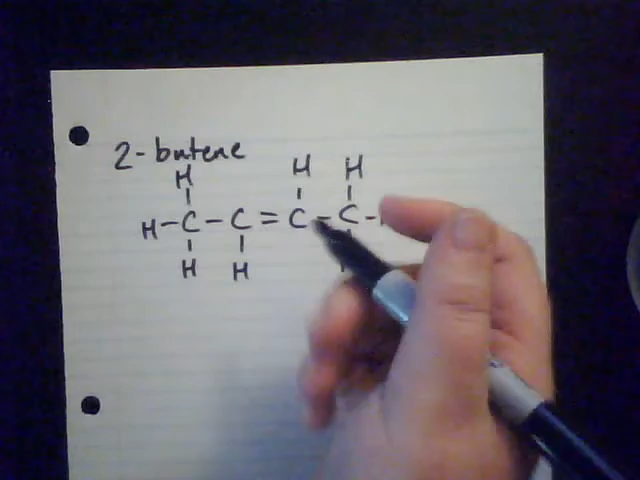 2-butene
H H H
H-C-C=C-C-
H H